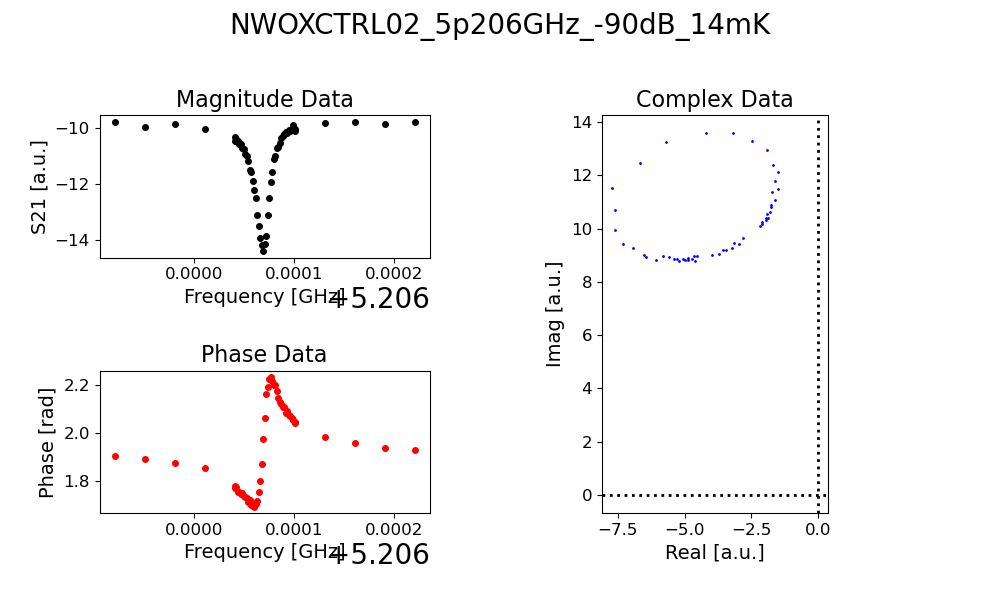 NWOXCTRL02_5p206GHz_-90dB_14mK
Magnitude Data
S21 [a.u.]
−10
−12
−14
0.0000 0.0001 0.0002
Frequency [GHz]
+5.206
Phase Data
Phase [rad]
2.2
2.0
1.8
0.0000 0.0001 0.0002
Frequency [GHz]
+5.206
Complex Data
Imag [a.u.]
14
12
10
8
6
4
2
0
−7.5 −5.0 −2.5 0.0
Real [a.u.]